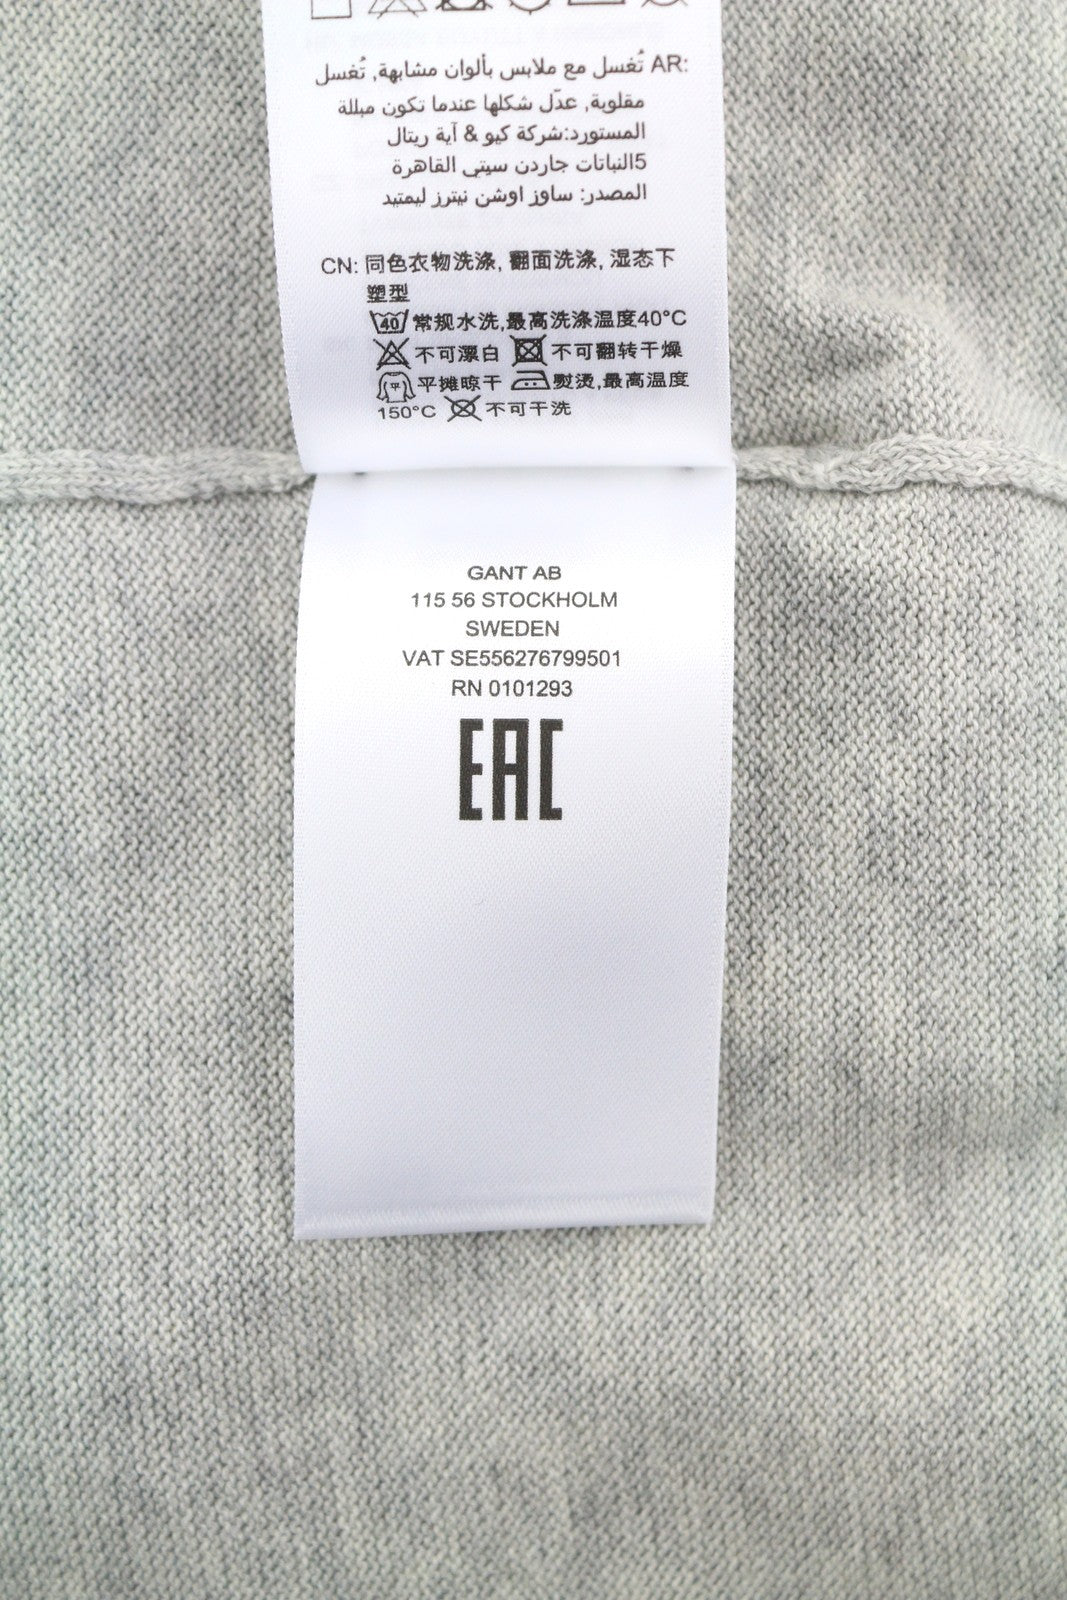 AR: تُغسل مع ملابس بألوان مشابهة, تُغسل
مقلوبة, عدّل شكلها عندما تكون مبللة
المستورد:شركة كيو & آية ريتال
5النباتات جاردن سيتي القاهرة
المصدر: ساوز اوشن نيترز ليمتيد
CN: 同色衣物洗涤, 翻面洗涤, 湿态下
塑型
40 常规水洗,最高洗涤温度40°C
不可漂白 不可翻转干燥
平 平摊晾干 熨烫,最高温度
150°C 不可干洗
GANT AB
115 56 STOCKHOLM
SWEDEN
VAT SE556276799501
RN 0101293
EAC